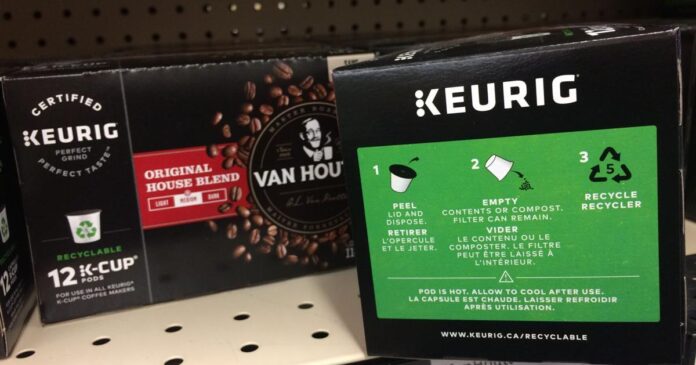 CERTIFIED
KEURIG
PERFECT
GRIND
PERFECT TASTE
RECYCLABLE
12 K-CUP®
PODS
FOR USE IN ALL KEURIG®
K-CUP® COFFEE MAKERS
ORIGINAL
HOUSE BLEND
LIGHT MEDIUM DARK
VAN HOU
KEURIG
1
PEEL
LID AND
DISPOSE.
RETIRER
L'OPERCULE
ET LE JETER.
2
EMPTY
CONTENTS OR COMPOST.
FILTER CAN REMAIN.
VIDER
LE CONTENU OU LE
COMPOSTER. LE FILTRE
PEUT ÊTRE LAISSÉ À
L'INTÉRIEUR.
3
5
RECYCLE
RECYCLER
POD IS HOT. ALLOW TO COOL AFTER USE.
LA CAPSULE EST CHAUDE. LAISSER REFROIDIR
APRÈS UTILISATION.
WWW.KEURIG.CA/RECYCLABLE
12